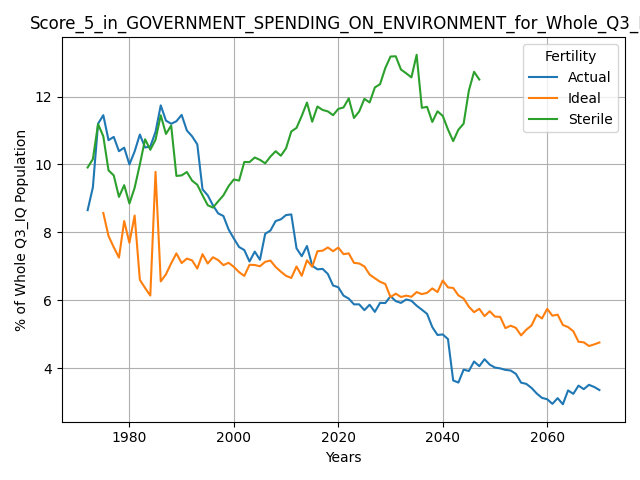 Score_5_in_GOVERNMENT_SPENDING_ON_ENVIRONMENT_for_Whole_Q3_I
Fertility
Actual
Ideal
Sterile
% of Whole Q3_IQ Population
12
10
8
6
4
1980 2000 2020 2040 2060
Years